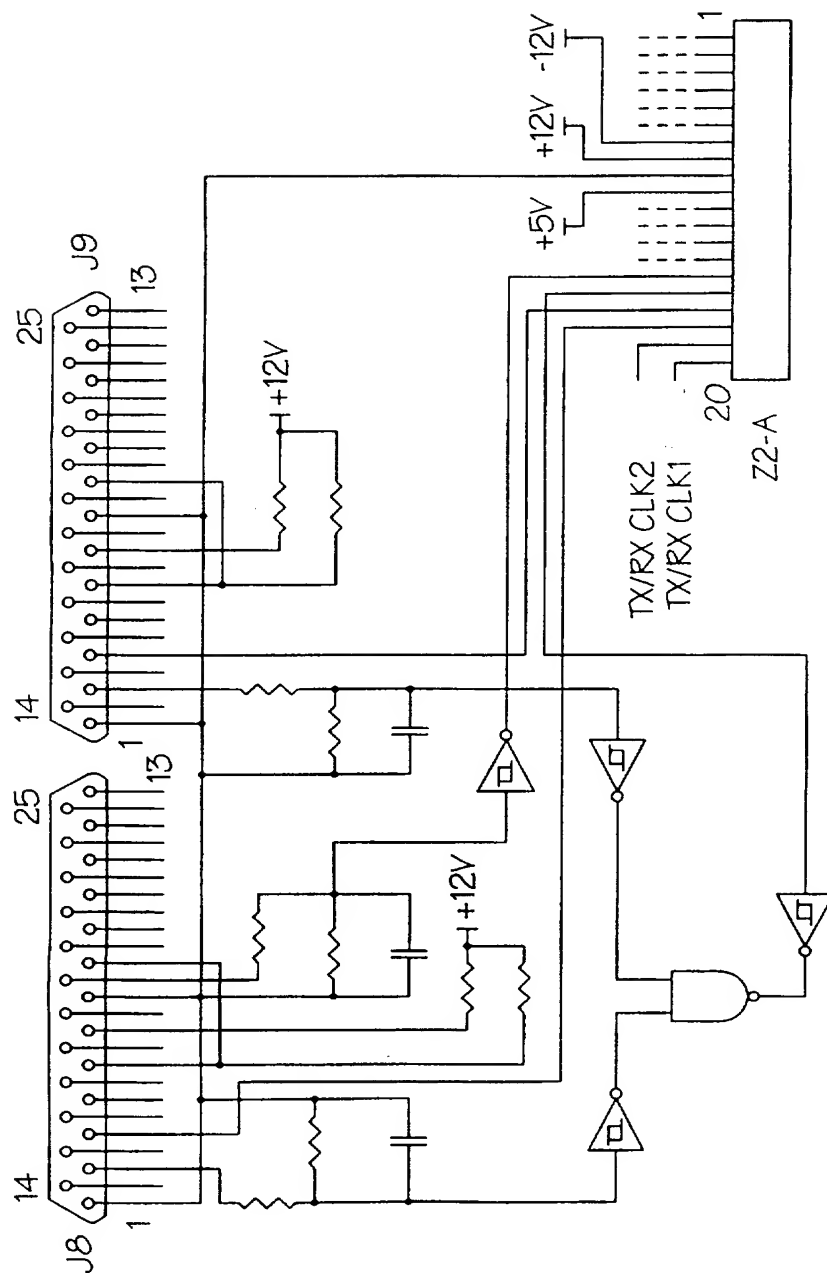 J8
14
25
1
13
J9
14
25
1
13
+12V
+12V
+5V
+12V
-12V
TX/RX CLK2
TX/RX CLK1
20
1
Z2-A